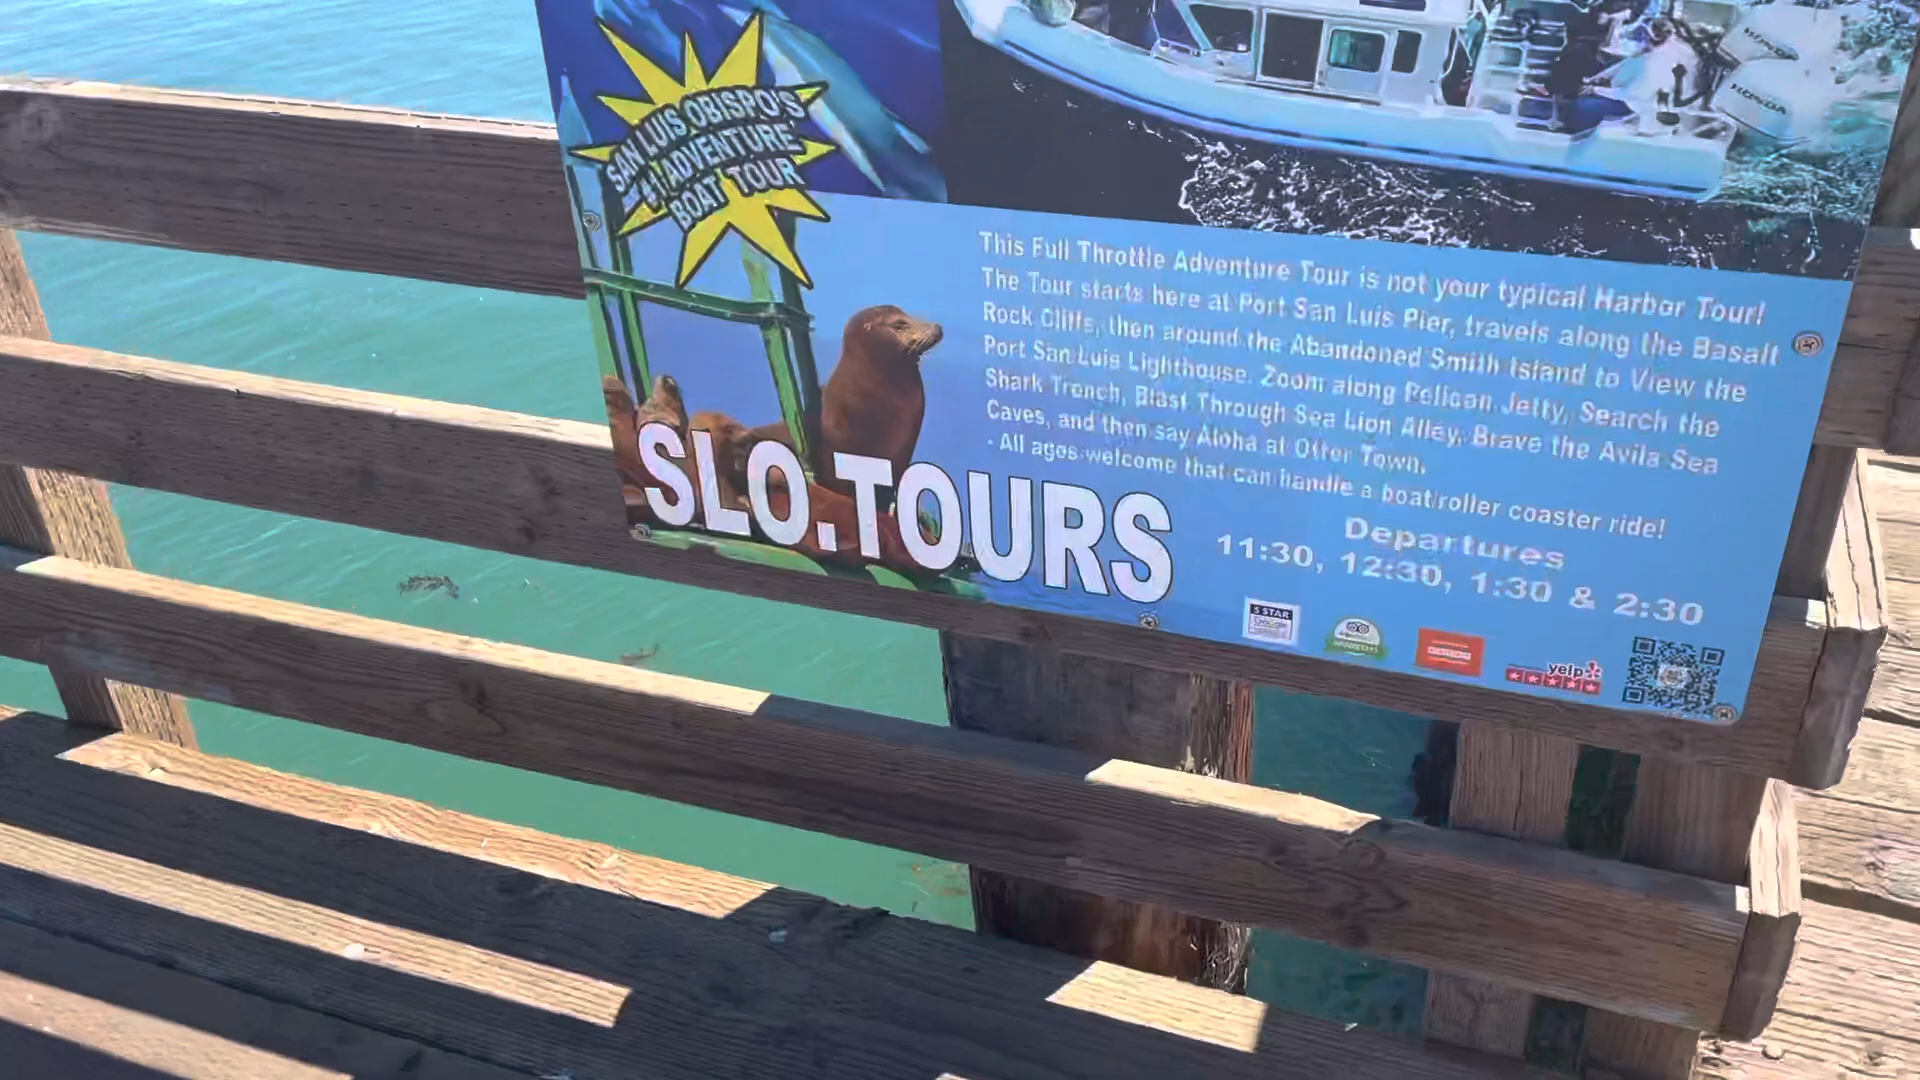 SAN LUIS OBISPO'S
#1 ADVENTURE
BOAT TOUR
HONDA
HONDA
This Full Throttle Adventure Tour is not your typical Harbor Tour!
The Tour starts here at Port San Luis Pier, travels along the Basalt
Rock Cliffs, then around the Abandoned Smith Island to View the
Port San Luis Lighthouse. Zoom along Pelican Jetty, Search the
Shark Trench, Blast Through Sea Lion Alley, Brave the Avila Sea
Caves, and then say Aloha at Otter Town.
- All ages welcome that can handle a boat/roller coaster ride!
SLO.TOURS
Departures
11:30, 12:30, 1:30 & 2:30
5 STAR
yelp